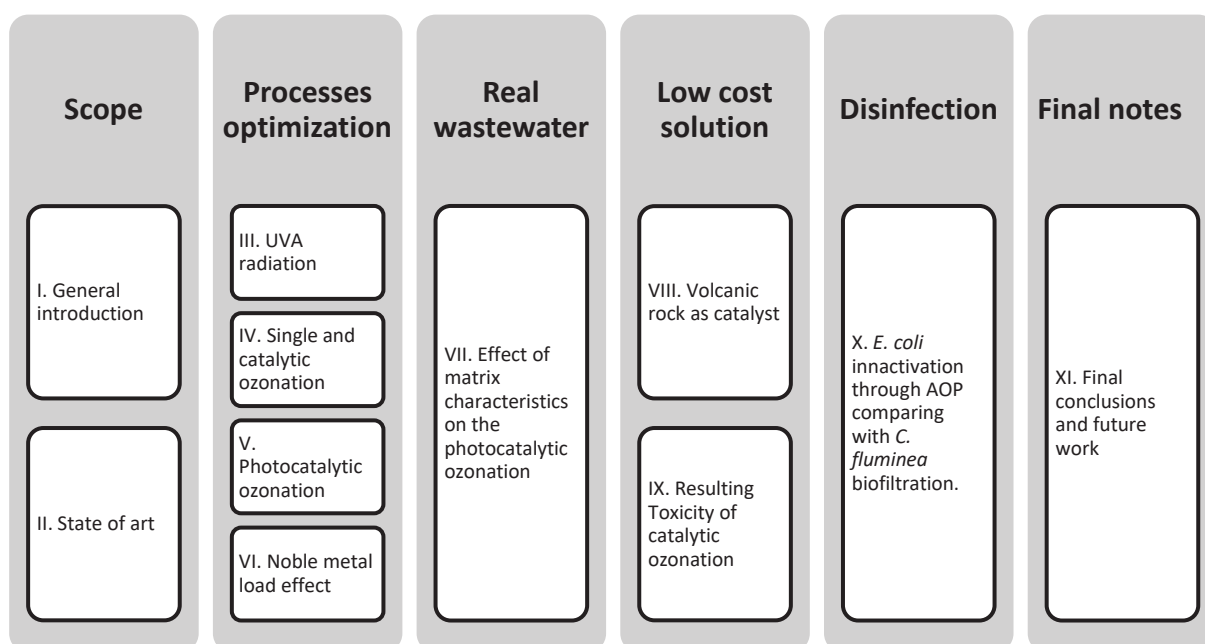 Scope
I. General
introduction
II. State of art
Processes
optimization
III. UVA
radiation
IV. Single and
catalytic
ozonation
V.
Photocatalytic
ozonation
VI. Noble metal
load effect
Real
wastewater
VII. Effect of
matrix
characteristics
on the
photocatalytic
ozonation
Low cost
solution
VIII. Volcanic
rock as catalyst
IX. Resulting
Toxicity of
catalytic
ozonation
Disinfection
X. E. coli
innactivation
through AOP
comparing
with C.
fluminea
biofiltration.
Final notes
XI. Final
conclusions
and future
work